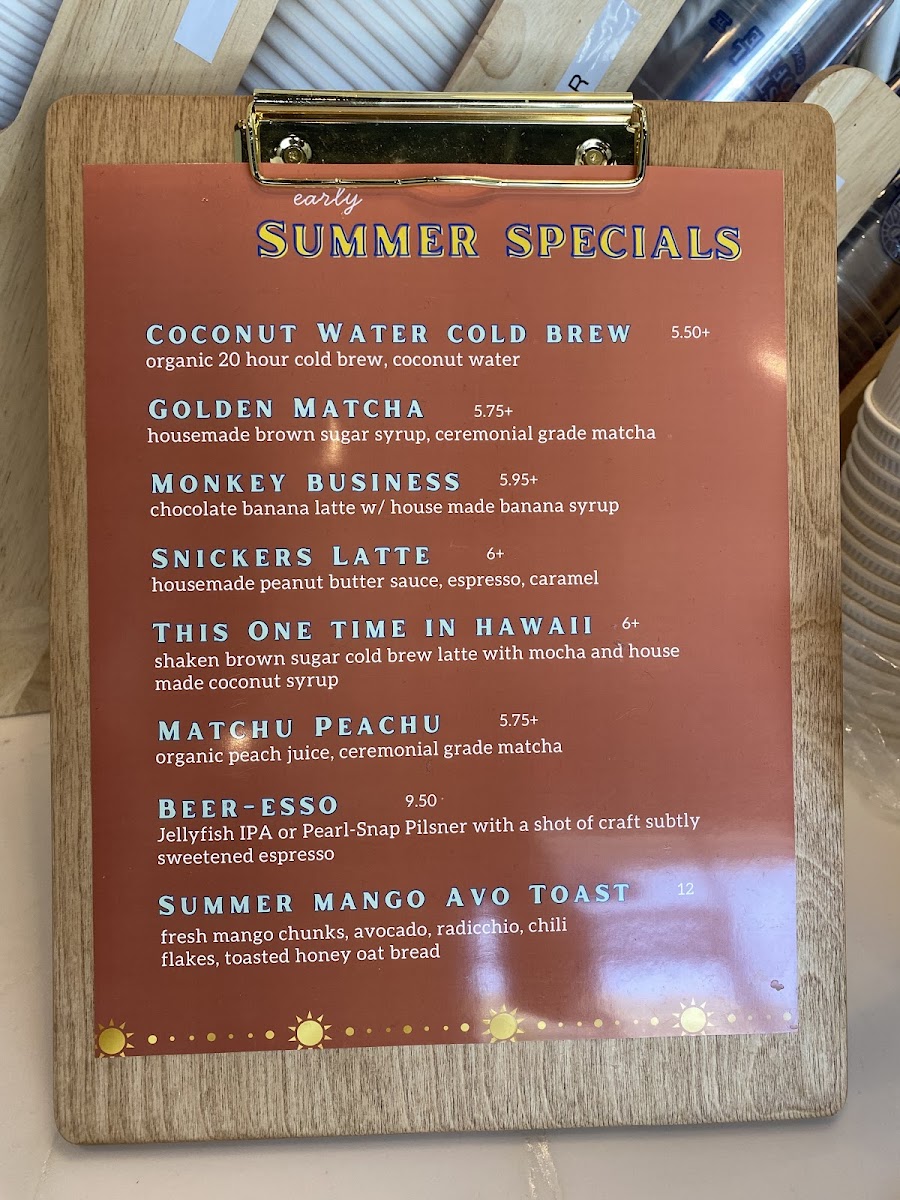 R
early
SUMMER SPECIALS
COCONUT WATER COLD BREW 5.50+
organic 20 hour cold brew, coconut water
GOLDEN MATCHA 5.75+
housemade brown sugar syrup, ceremonial grade matcha
MONKEY BUSINESS 5.95+
chocolate banana latte w/ house made banana syrup
SNICKERS LATTE 6+
housemade peanut butter sauce, espresso, caramel
THIS ONE TIME IN HAWAII 6+
shaken brown sugar cold brew latte with mocha and house
made coconut syrup
MATCHU PEACHU 5.75+
organic peach juice, ceremonial grade matcha
BEER-ESSO 9.50
Jellyfish IPA or Pearl-Snap Pilsner with a shot of craft subtly
sweetened espresso
SUMMER MANGO AVO TOAST 12
fresh mango chunks, avocado, radicchio, chili
flakes, toasted honey oat bread